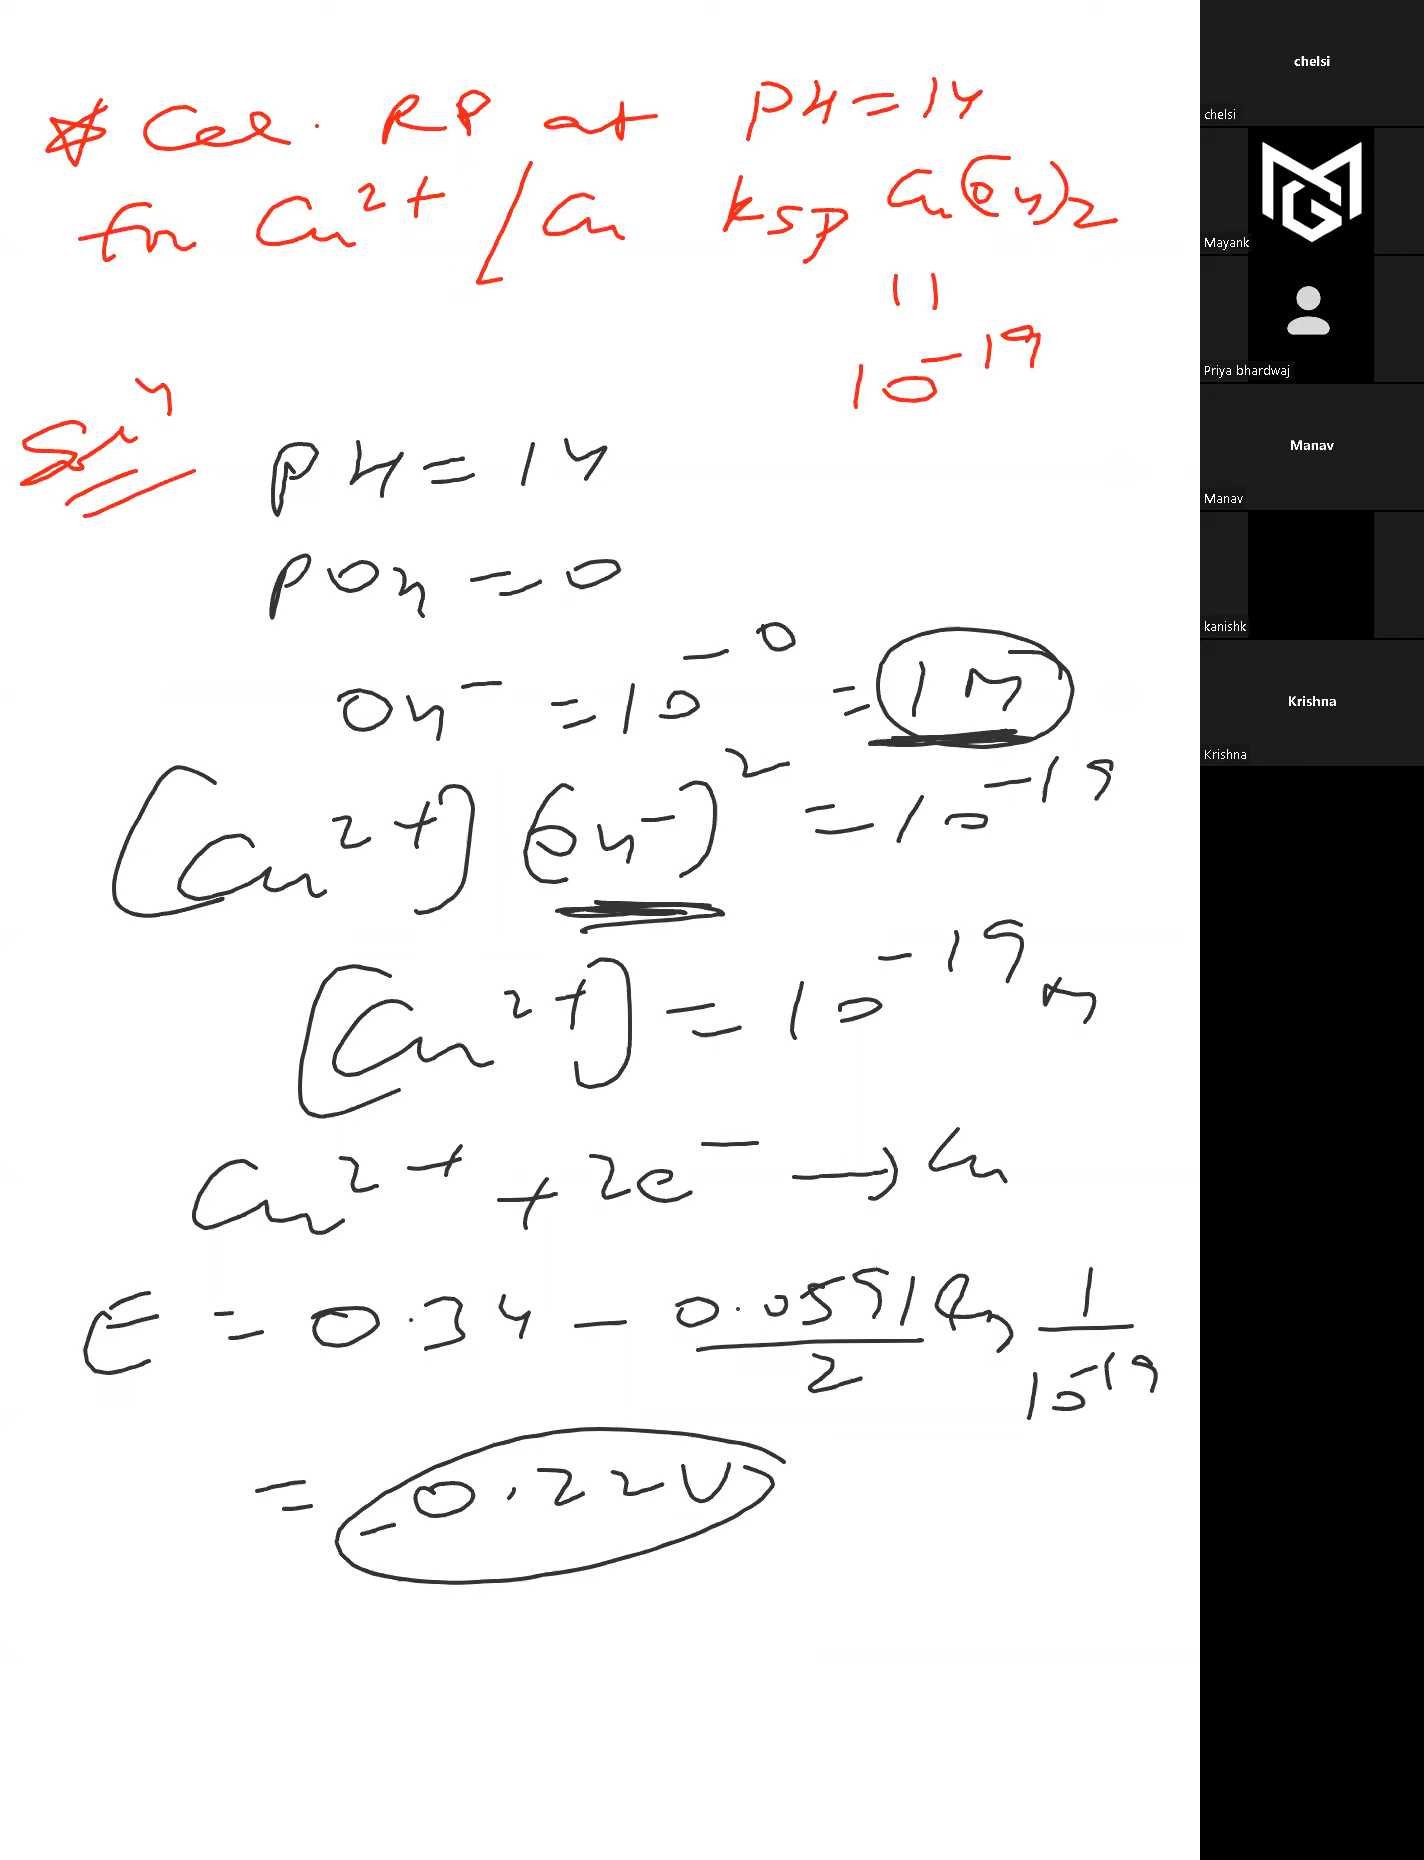 * Cal. RP at PH=14
for Cu²⁺/Cu Ksp Cu(OH)₂
=
10⁻¹⁹
Solⁿ
PH=14
POH=0
OH⁻ = 10⁻⁰ = 1M
[Cu²⁺] (OH⁻)² = 10⁻¹⁹
[Cu²⁺] = 10⁻¹⁹ M
Cu²⁺ + 2e⁻ → Cu
E = 0.34 - 0.0591/2 log 1/10⁻¹⁹
= -0.22V
chelsi
chelsi
Mayank
Priya bhardwaj
Manav
Manav
kanishk
Krishna
Krishna